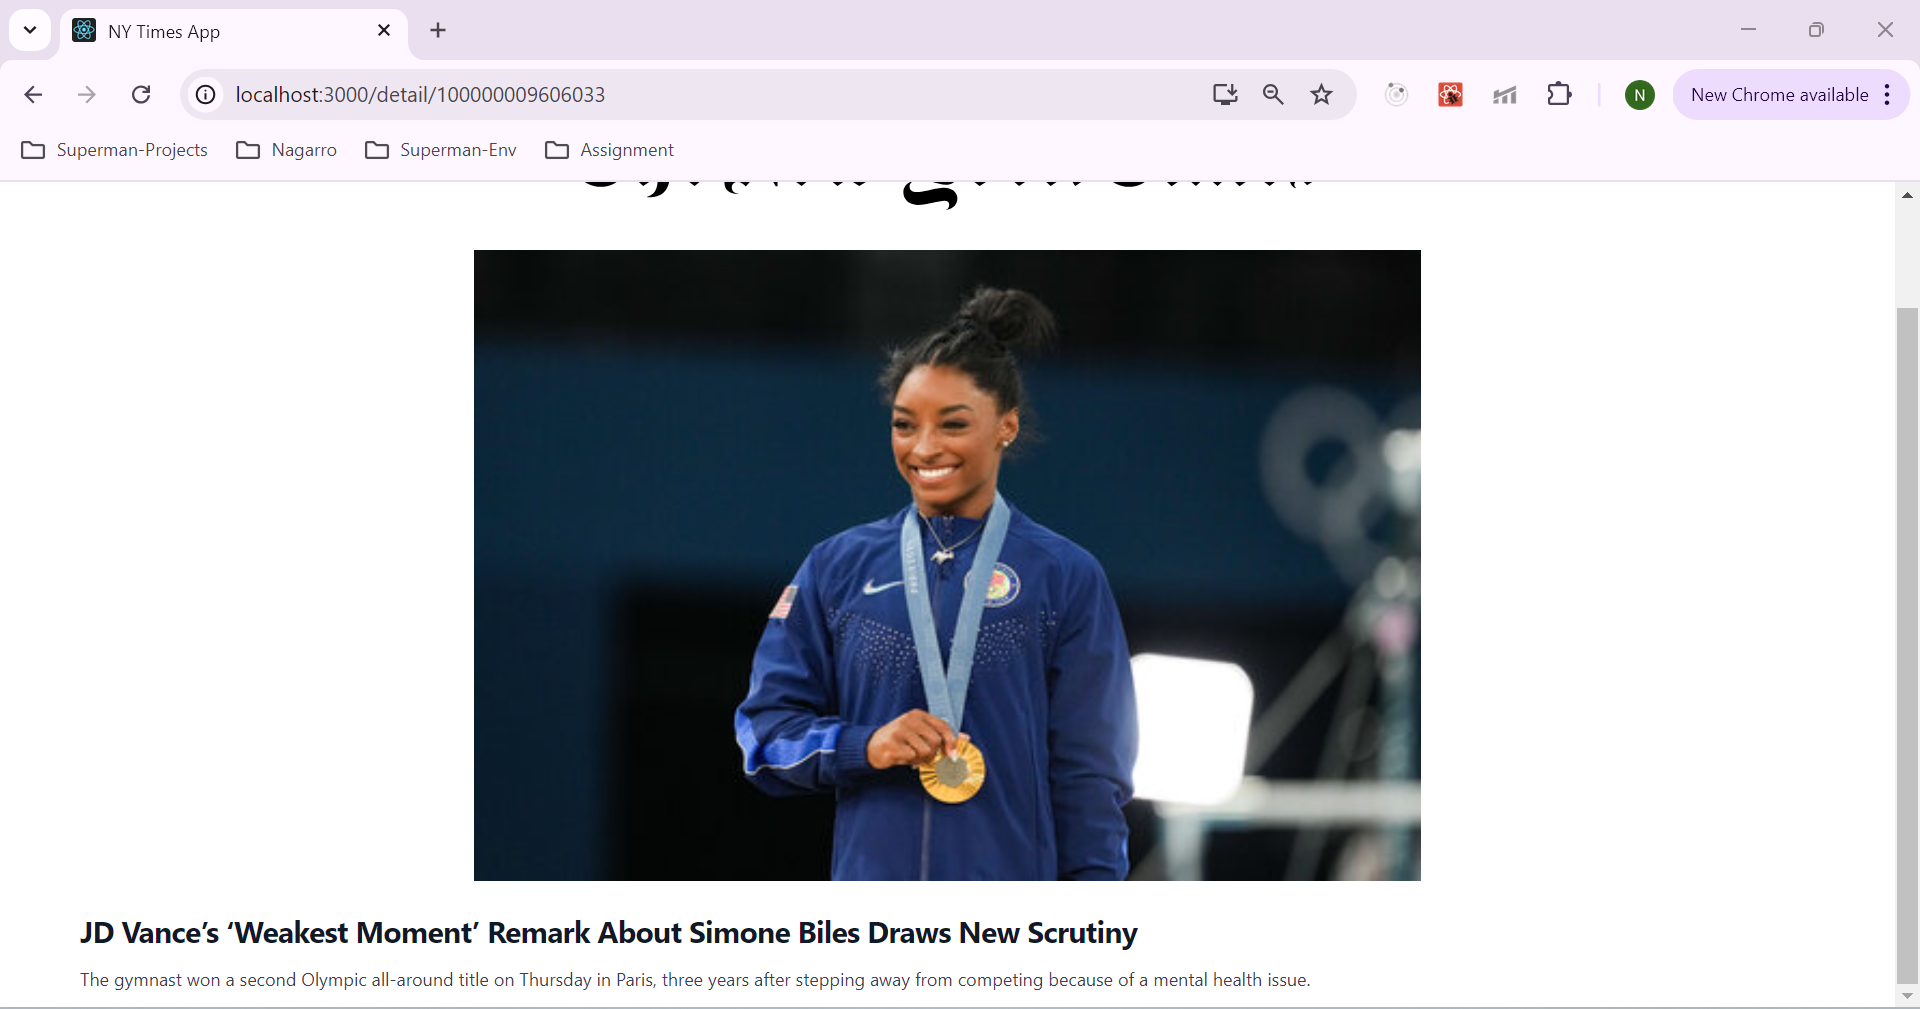 NY Times App
localhost:3000/detail/100000009606033
N
New Chrome available
Superman-Projects
Nagarro
Superman-Env
Assignment
JD Vance’s ‘Weakest Moment’ Remark About Simone Biles Draws New Scrutiny
The gymnast won a second Olympic all-around title on Thursday in Paris, three years after stepping away from competing because of a mental health issue.